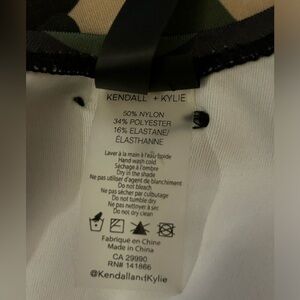 KENDALL + KYLIE
50% NYLON
34% POLYESTER
16% ELASTANE/
ÉLASTHANNE
Laver à la main à l'eau tiède
Hand wash cold
Séchage à l'ombre
Dry in the shade
Ne pas utiliser d'agent de blanchiment
Do not bleach
Ne pas sécher par culbutage
Do not tumble dry
Ne pas nettoyer à sec
Do not dry clean
Fabriqué en Chine
Made in China
CA 29990
RN# 141866
@KendallandKylie